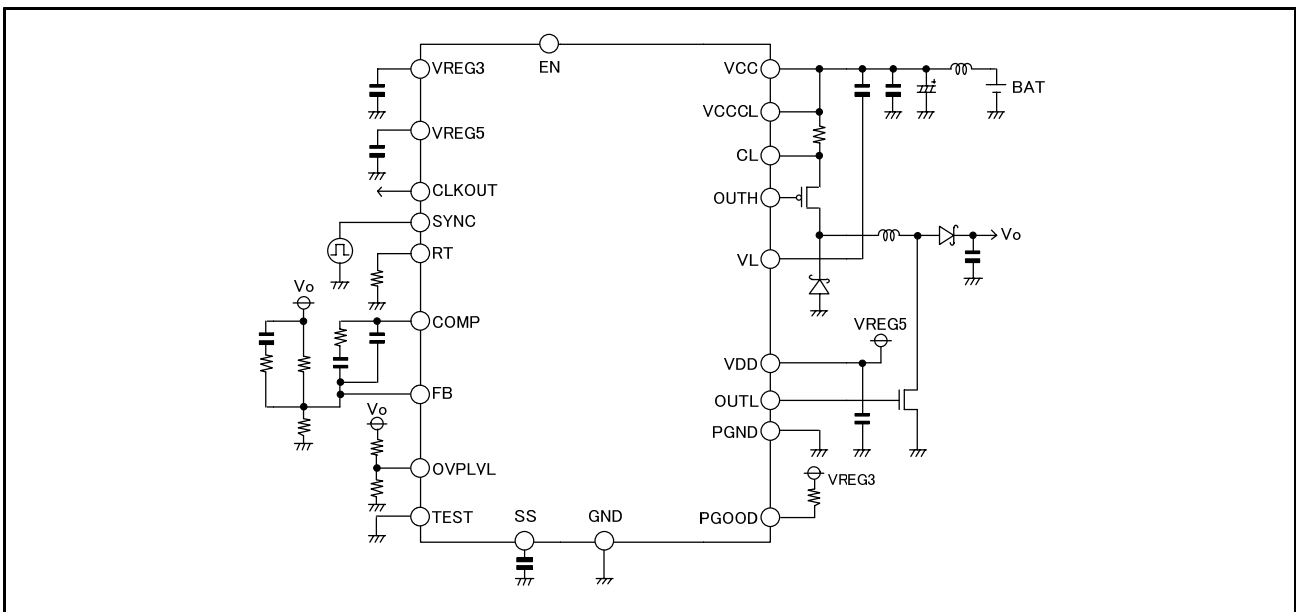 EN
VREG3
VREG5
CLKOUT
SYNC
RT
Vo
COMP
FB
Vo
OVPLVL
TEST
SS
GND
VCC
BAT
VCCCL
CL
OUTH
Vo
VL
VREG5
VDD
OUTL
PGND
VREG3
PGOOD